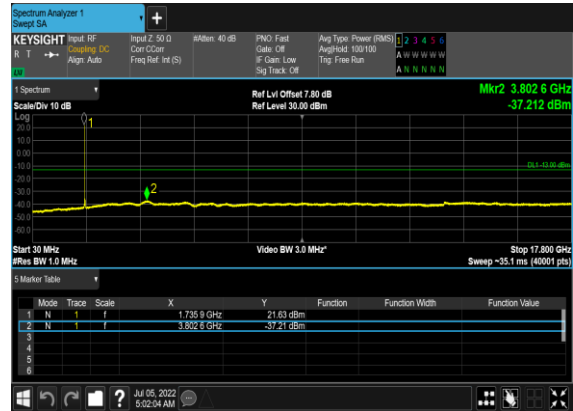 Spectrum Analyzer 1
Swept SA
+
KEYSIGHT Input: RF Input Z: 50 Ω #Atten: 40 dB PNO: Fast Avg Type: Power (RMS) 1 2 3 4 5 6
R T Coupling: DC Corr CCorr Gate: Off Avg|Hold: 100/100 A W W W W W
Align: Auto Freq Ref: Int (S) IF Gain: Low Trig: Free Run
Sig Track: Off A N N N N N
LW
1 Spectrum Ref Lvl Offset 7.80 dB Mkr2 3.802 6 GHz
Scale/Div 10 dB Ref Level 30.00 dBm -37.212 dBm
Log
1
20.0
10.0
0.00
-10.0
DL1 -13.00 dBm
-20.0
-30.0
2
-40.0
-50.0
-60.0
Start 30 MHz Video BW 3.0 MHz* Stop 17.800 GHz
#Res BW 1.0 MHz Sweep ~35.1 ms (40001 pts)
5 Marker Table
Mode Trace Scale X Y Function Function Width Function Value
1 N 1 f 1.735 9 GHz 21.63 dBm
2 N 1 f 3.802 6 GHz -37.21 dBm
3
4
5
6
? Jul 05, 2022
5:02:04 AM